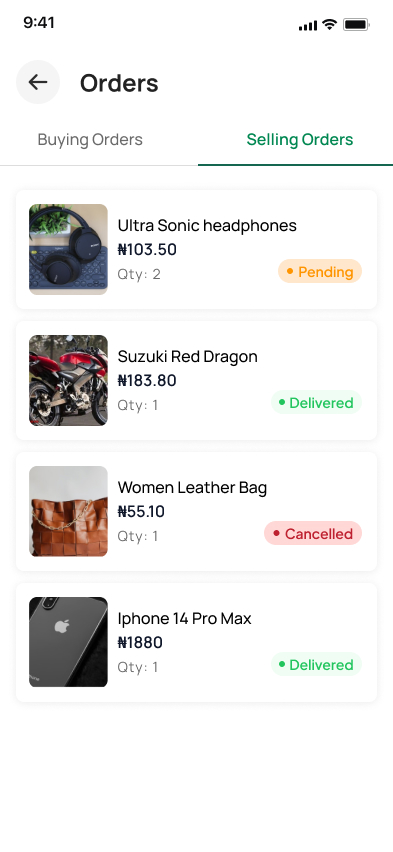 9:41
Orders
Buying Orders
Selling Orders
Ultra Sonic headphones
₦103.50
Qty: 2
Pending
Suzuki Red Dragon
₦183.80
Qty: 1
Delivered
Women Leather Bag
₦55.10
Qty: 1
Cancelled
Iphone 14 Pro Max
₦1880
Qty: 1
Delivered